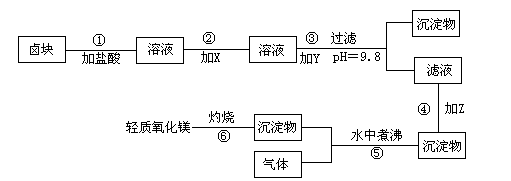 沉淀物
① ② ③ 过滤
卤块 加盐酸 溶液 加X 溶液 加Y pH=9.8
滤液
④ 加Z
轻质氧化镁 灼烧 ⑥ 沉淀物 水中煮沸 ⑤ 沉淀物
气体